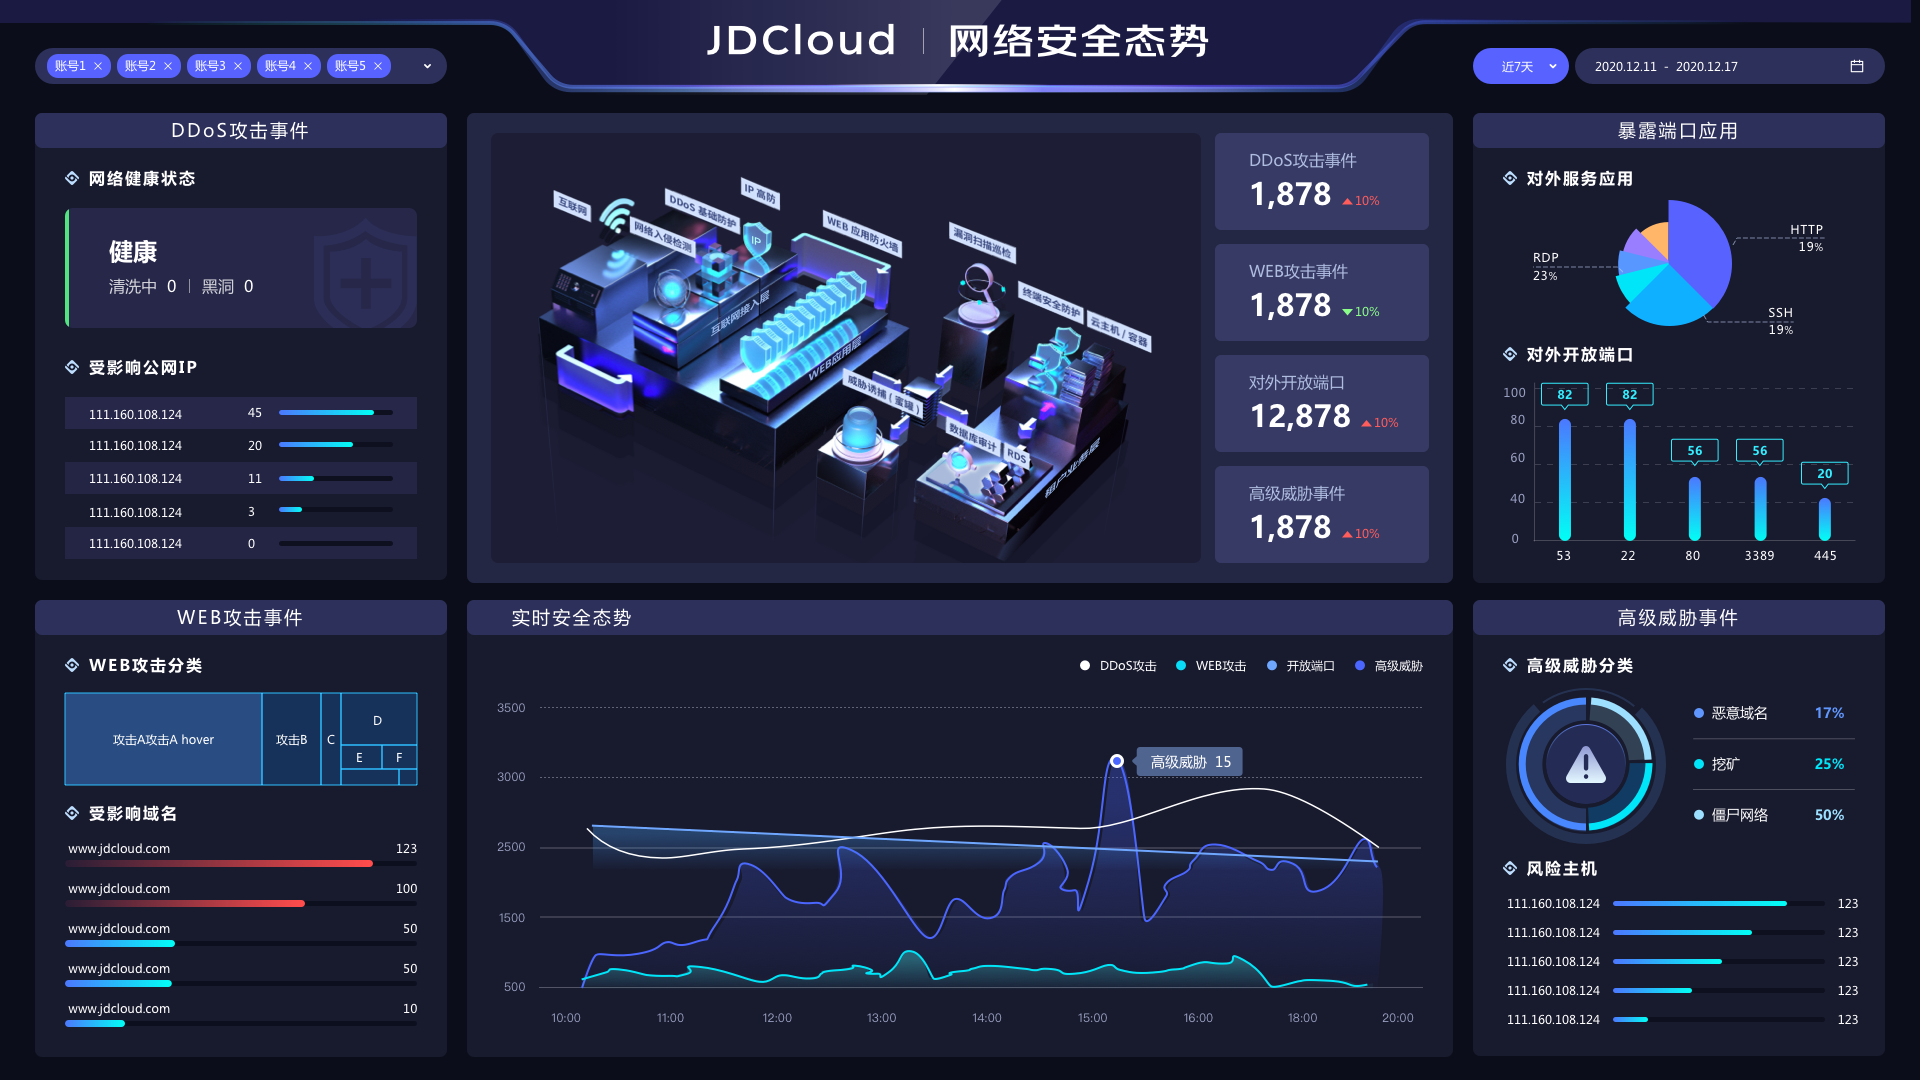 JDCloud | 网络安全态势
账号1 × 账号2 × 账号3 × 账号4 × 账号5 ×
近7天
2020.12.11 - 2020.12.17
DDoS攻击事件
网络健康状态
健康
清洗中 0 | 黑洞 0
受影响公网IP
111.160.108.124 45
111.160.108.124 20
111.160.108.124 11
111.160.108.124 3
111.160.108.124 0
互联网
DDoS 基础防护
IP 高防
网络入侵检测
IP
WEB 应用防火墙
漏洞扫描巡检
终端安全防护
云主机 / 容器
互联网接入层
WEB应用层
威胁诱捕 ( 蜜罐 )
数据库审计
RDS
租户业务层
DDoS攻击事件
1,878 10%
WEB攻击事件
1,878 10%
对外开放端口
12,878 10%
高级威胁事件
1,878 10%
暴露端口应用
对外服务应用
HTTP
19%
RDP
23%
SSH
19%
对外开放端口
100
80
60
40
0
82
82
56
56
20
53
22
80
3389
445
WEB攻击事件
WEB攻击分类
攻击A攻击A hover
攻击B
C
D
E
F
受影响域名
www.jdcloud.com 123
www.jdcloud.com 100
www.jdcloud.com 50
www.jdcloud.com 50
www.jdcloud.com 10
实时安全态势
DDoS攻击 WEB攻击 开放端口 高级威胁
3500
3000
2500
1500
500
高级威胁 15
10:00 11:00 12:00 13:00 14:00 15:00 16:00 18:00 20:00
高级威胁事件
高级威胁分类
恶意域名 17%
挖矿 25%
僵尸网络 50%
风险主机
111.160.108.124 123
111.160.108.124 123
111.160.108.124 123
111.160.108.124 123
111.160.108.124 123